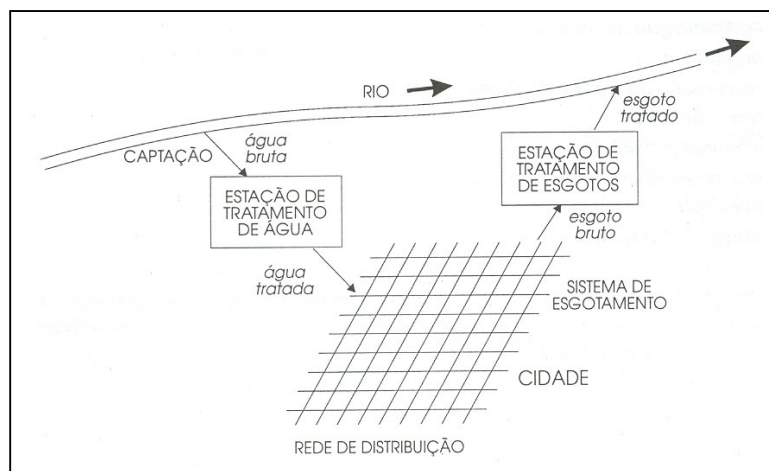 RIO
esgoto
tratado
CAPTAÇÃO
água
bruta
ESTAÇÃO DE
TRATAMENTO
DE ÁGUA
ESTAÇÃO DE
TRATAMENTO
DE ESGOTOS
esgoto
bruto
água
tratada
SISTEMA DE
ESGOTAMENTO
CIDADE
REDE DE DISTRIBUIÇÃO